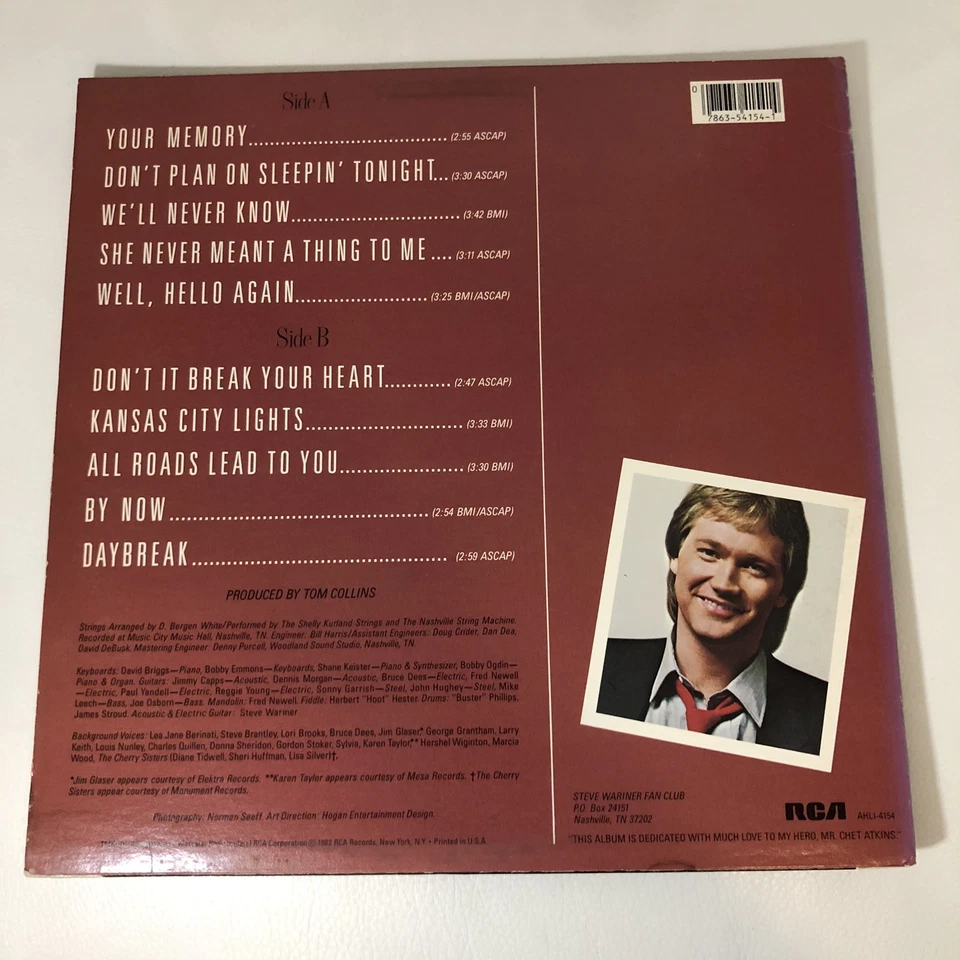 Side A
YOUR MEMORY (2:55 ASCAP)
DON'T PLAN ON SLEEPIN' TONIGHT... (3:30 ASCAP)
WE'LL NEVER KNOW (3:42 BMI)
SHE NEVER MEANT A THING TO ME .... (3:11 ASCAP)
WELL, HELLO AGAIN (3:25 BMI/ASCAP)
Side B
DON'T IT BREAK YOUR HEART (2:47 ASCAP)
KANSAS CITY LIGHTS (3:33 BMI)
ALL ROADS LEAD TO YOU (3:30 BMI)
BY NOW (2:54 BMI/ASCAP)
DAYBREAK (2:59 ASCAP)
PRODUCED BY TOM COLLINS
Strings Arranged by D. Bergen White/Performed by The Shelly Kurland Strings and The Nashville String Machine.
Recorded at Music City Music Hall, Nashville, TN. Engineer: Bill Harris/Assistant Engineers: Doug Crider, Dan Dea,
David DeBusk. Mastering Engineer: Denny Purcell, Woodland Sound Studio, Nashville, TN.
Keyboards: David Briggs—Piano, Bobby Emmons—Keyboards, Shane Keister—Piano & Synthesizer, Bobby Ogdin—
Piano & Organ. Guitars: Jimmy Capps—Acoustic, Dennis Morgan—Acoustic, Bruce Dees—Electric, Fred Newell
—Electric, Paul Yandell—Electric, Reggie Young—Electric, Sonny Garrish—Steel, John Hughey—Steel, Mike
Leech—Bass, Joe Osborn—Bass. Mandolin: Fred Newell. Fiddle: Herbert "Hoot" Hester. Drums: "Buster" Phillips,
James Stroud. Acoustic & Electric Guitar: Steve Wariner
Background Voices: Lea Jane Berinati, Steve Brantley, Lori Brooks, Bruce Dees, Jim Glaser,* George Grantham, Larry
Keith, Louis Nunley, Charles Quillen, Donna Sheridon, Gordon Stoker, Sylvia, Karen Taylor,** Hershel Wiginton, Marcia
Wood, The Cherry Sisters (Diane Tidwell, Sheri Huffman, Lisa Silver)†.
*Jim Glaser appears courtesy of Elektra Records. **Karen Taylor appears courtesy of Mesa Records. †The Cherry
Sisters appear courtesy of Monument Records.
Photography: Norman Seeff. Art Direction: Hogan Entertainment Design.
RCA Corporation ℗ 1982 RCA Records, New York, N.Y. • Printed in U.S.A.
0
7863-54154-1
STEVE WARINER FAN CLUB
P.O. Box 24151
Nashville, TN 37202
RCA
AHL1-4154
"THIS ALBUM IS DEDICATED WITH MUCH LOVE TO MY HERO, MR. CHET ATKINS."